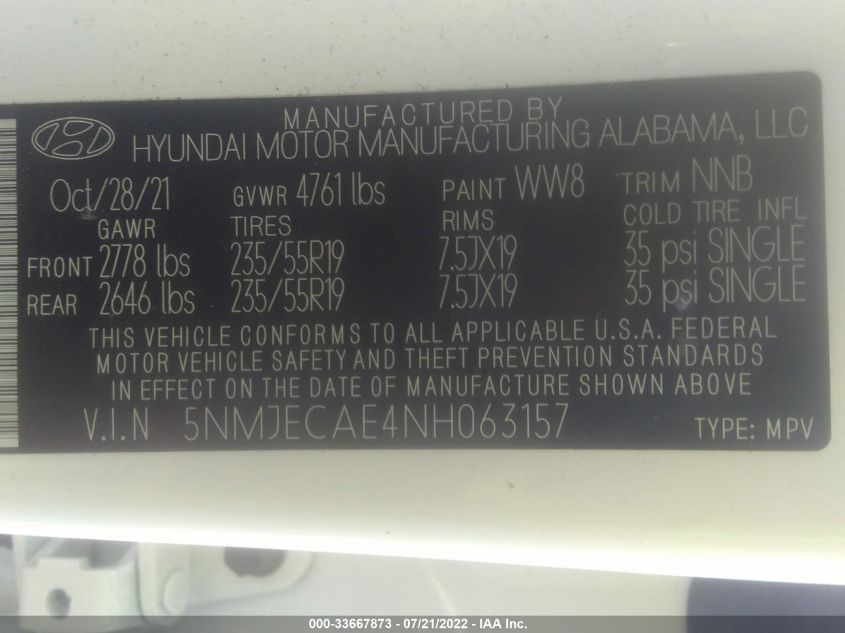 MANUFACTURED BY
HYUNDAI MOTOR MANUFACTURING ALABAMA, LLC
Oct/28/21 GVWR 4761 lbs PAINT WW8 TRIM NNB
GAWR TIRES RIMS COLD TIRE INFL
FRONT 2778 lbs 235/55R19 7.5JX19 35 psi SINGLE
REAR 2646 lbs 235/55R19 7.5JX19 35 psi SINGLE
THIS VEHICLE CONFORMS TO ALL APPLICABLE U.S.A. FEDERAL
MOTOR VEHICLE SAFETY AND THEFT PREVENTION STANDARDS
IN EFFECT ON THE DATE OF MANUFACTURE SHOWN ABOVE
V.I.N 5NMJECAE4NH063157 TYPE: MPV
000-33667873 / 07/21/2022 - IAA Inc.